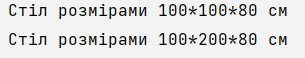 Стіл розмірами 100*100*80 см
Стіл розмірами 100*200*80 см